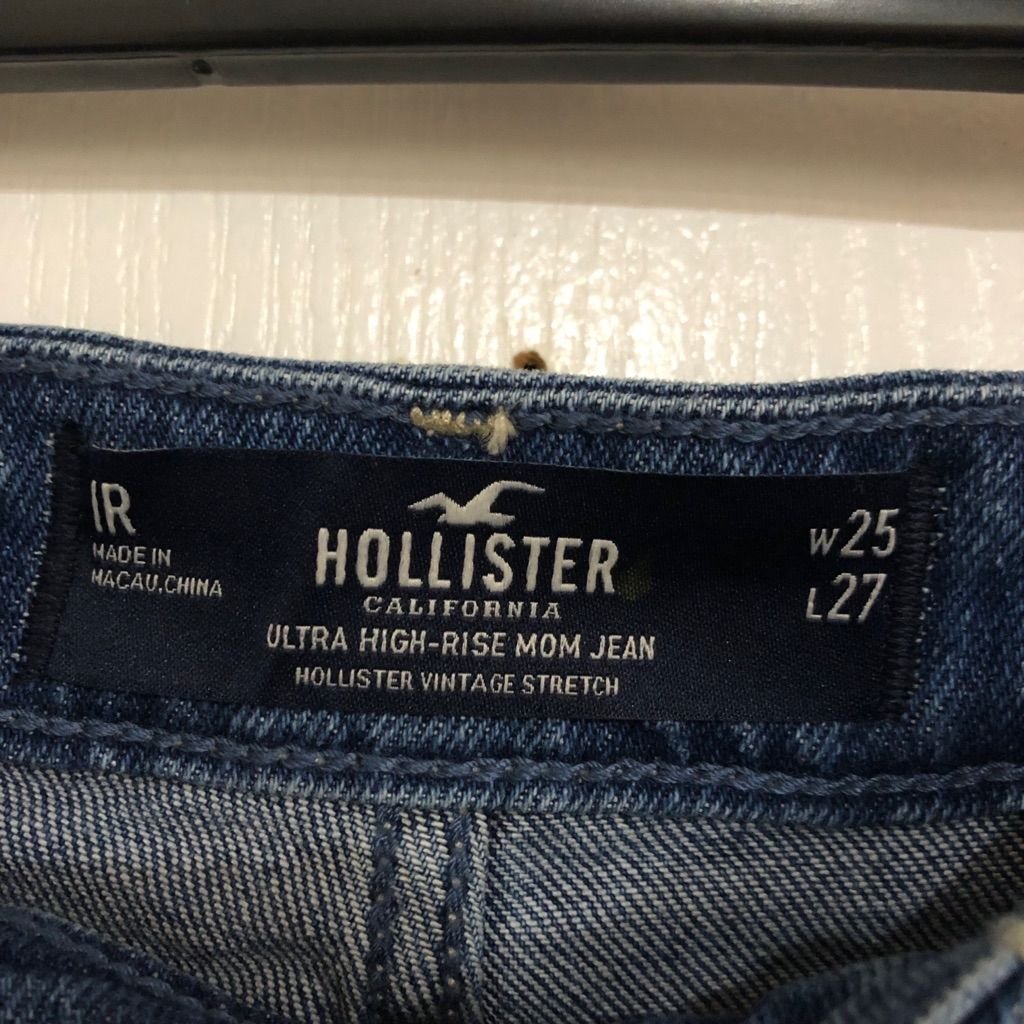 1R
MADE IN
MACAU,CHINA
HOLLISTER
CALIFORNIA
ULTRA HIGH-RISE MOM JEAN
HOLLISTER VINTAGE STRETCH
W25
L27